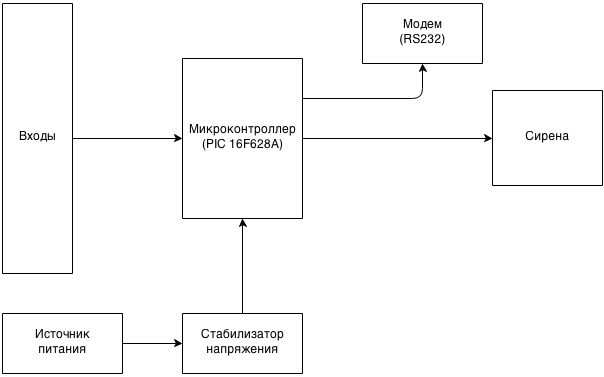 Модем
(RS232)
Входы
Микроконтроллер
(PIC 16F628A)
Сирена
Источник
питания
Стабилизатор
напряжения